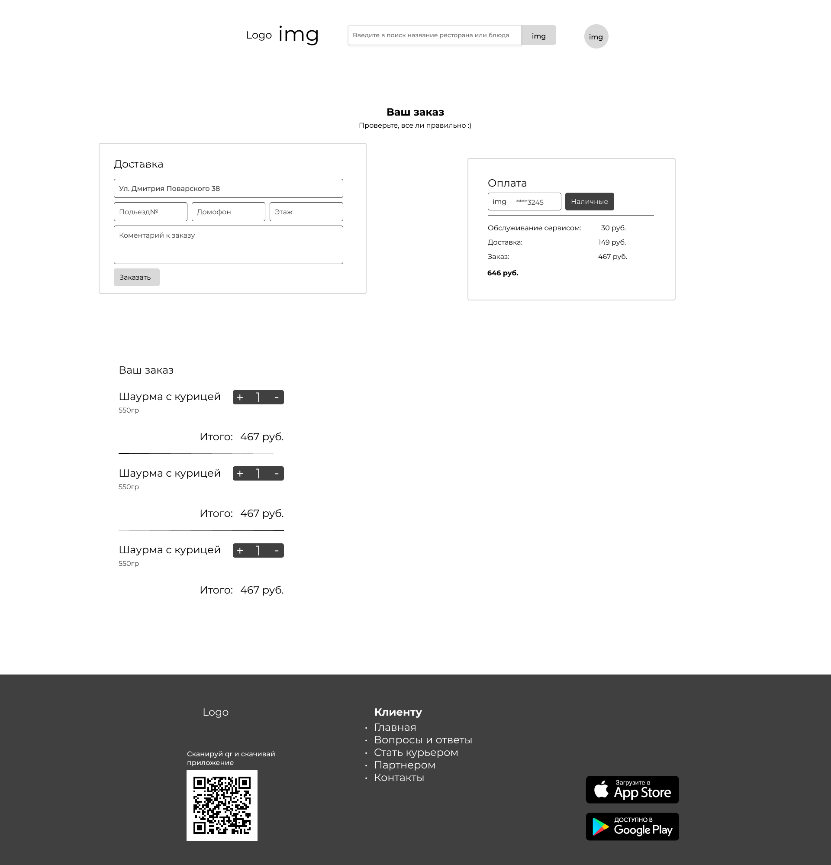 Logo img
Введите в поиск название ресторана или блюда
img
img
Ваш заказ
Проверьте, все ли правильно :)
Доставка
Ул. Дмитрия Поварского 38
Подьезд№
Домофон
Этаж
Коментарий к заказу
Заказать
Оплата
img ****3245
Наличные
Обслуживание сервисом: 30 руб.
Доставка: 149 руб.
Заказ: 467 руб.
646 руб.
Ваш заказ
Шаурма с курицей + 1 -
550гр
Итого: 467 руб.
Шаурма с курицей + 1 -
550гр
Итого: 467 руб.
Шаурма с курицей + 1 -
550гр
Итого: 467 руб.
Logo
Сканируй qr и скачивай
приложение
Клиенту
• Главная
• Вопросы и ответы
• Стать курьером
• Партнером
• Контакты
Загрузите в
App Store
ДОСТУПНО В
Google Play